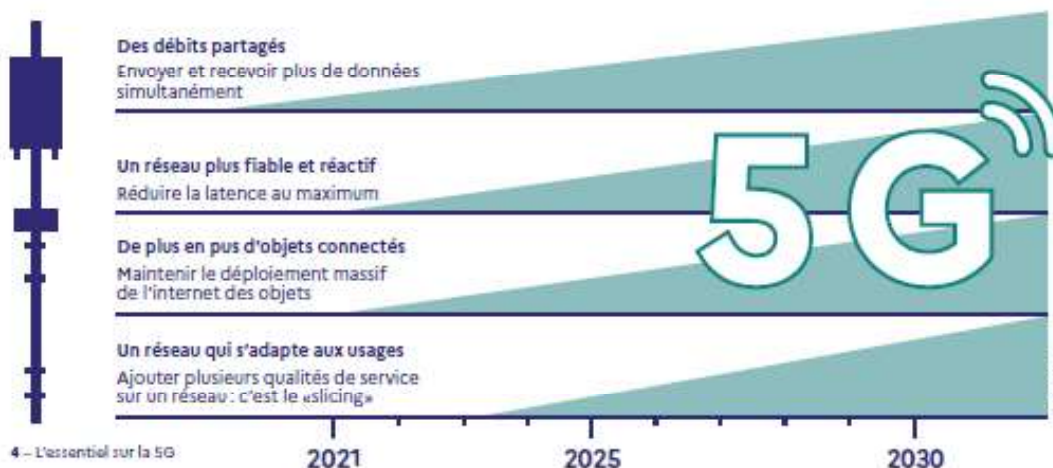 Des débits partagés
Envoyer et recevoir plus de données
simultanément
Un réseau plus fiable et réactif
Réduire la latence au maximum
De plus en pus d'objets connectés
Maintenir le déploiement massif
de l'internet des objets
Un réseau qui s'adapte aux usages
Ajouter plusieurs qualités de service
sur un réseau : c'est le «slicing»
5G
2021
2025
2030
4 – L'essentiel sur la 5G